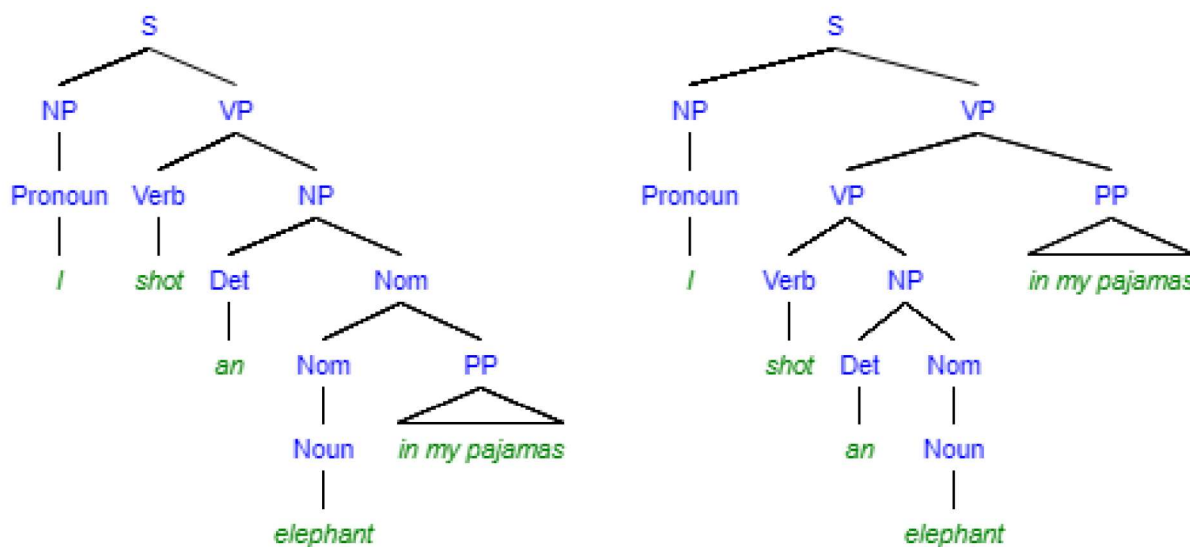 S S
NP VP NP VP
Pronoun Verb NP Pronoun VP PP
I shot Det Nom I Verb NP in my pajamas
an Nom PP shot Det Nom
Noun in my pajamas an Noun
elephant elephant